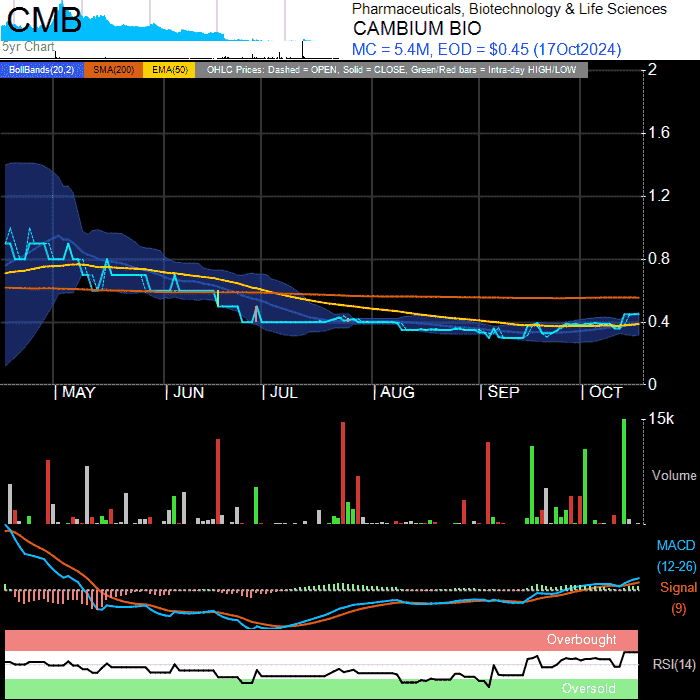 CMB
5yr Chart
Pharmaceuticals, Biotechnology & Life Sciences
CAMBIUM BIO
MC = 5.4M, EOD = $0.45 (17Oct2024)
BollBands(20,2) SMA(200) EMA(50) OHLC Prices: Dashed = OPEN, Solid = CLOSE, Green/Red bars = Intra-day HIGH/LOW
2
1.6
1.2
0.8
0.4
0
MAY JUN JUL AUG SEP OCT
15k
Volume
MACD
(12-26)
Signal
(9)
Overbought
RSI(14)
Oversold